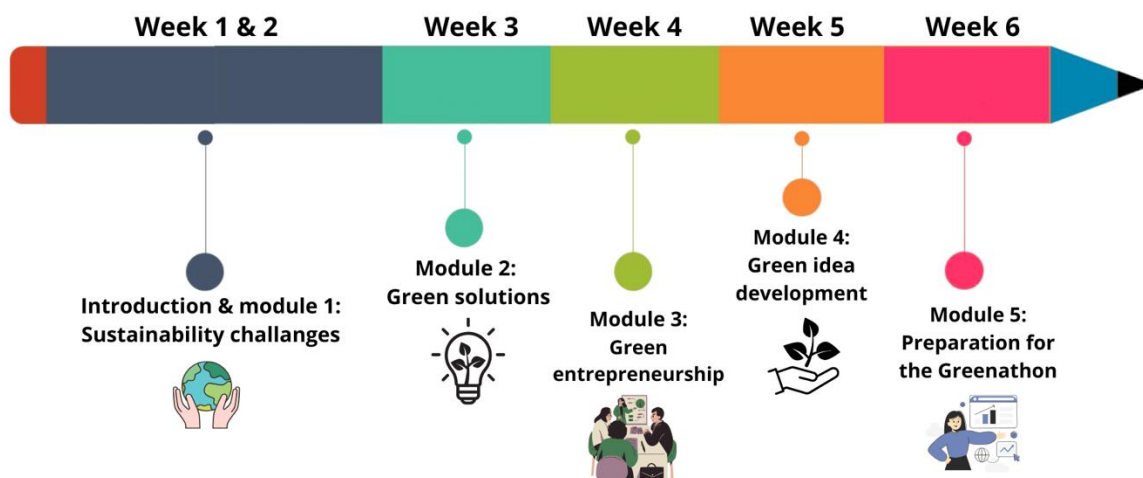 Week 1 & 2
Week 3
Week 4
Week 5
Week 6
Introduction & module 1:
Sustainability challanges
Module 2:
Green solutions
Module 3:
Green
entrepreneurship
Module 4:
Green idea
development
Module 5:
Preparation for
the Greenathon